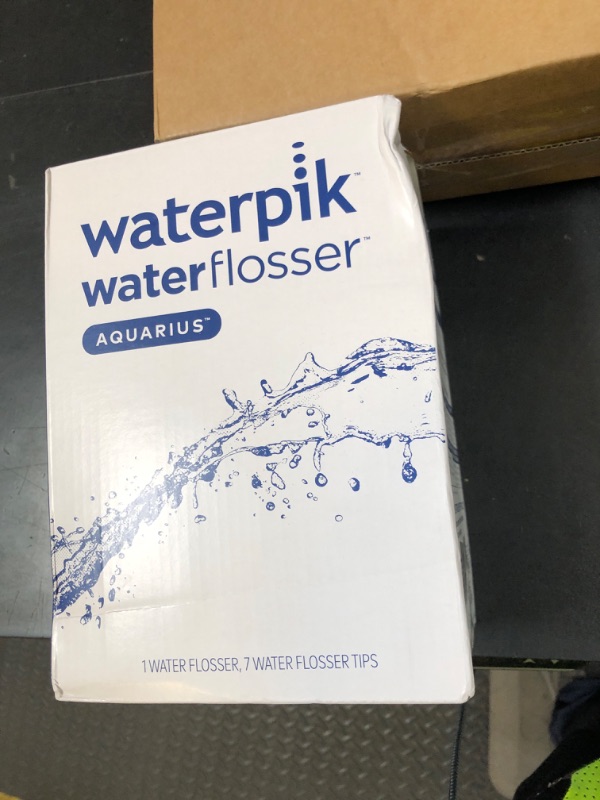 waterpik™
waterflosser™
AQUARIUS™
1 WATER FLOSSER, 7 WATER FLOSSER TIPS